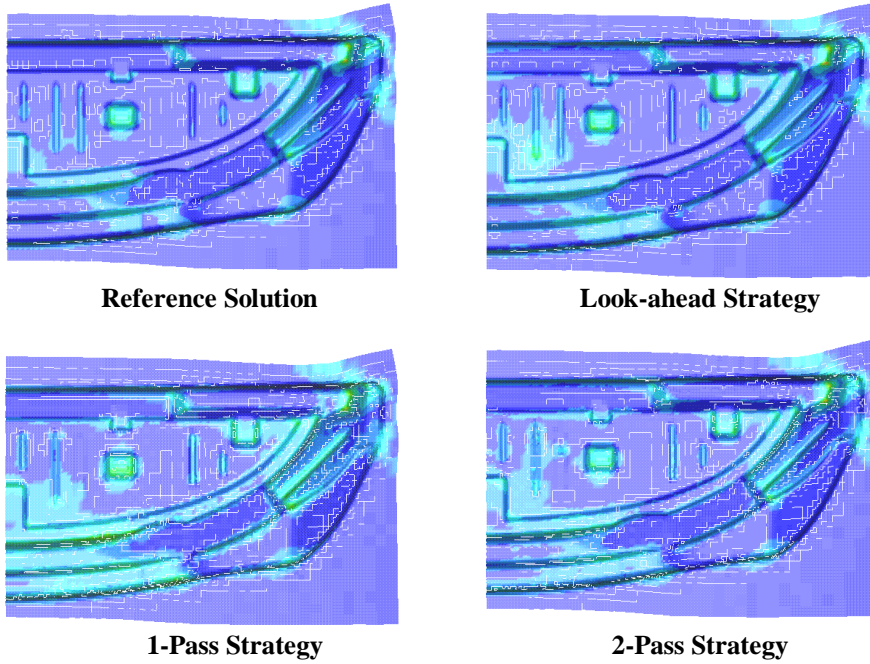 Reference Solution
Look-ahead Strategy
1-Pass Strategy
2-Pass Strategy